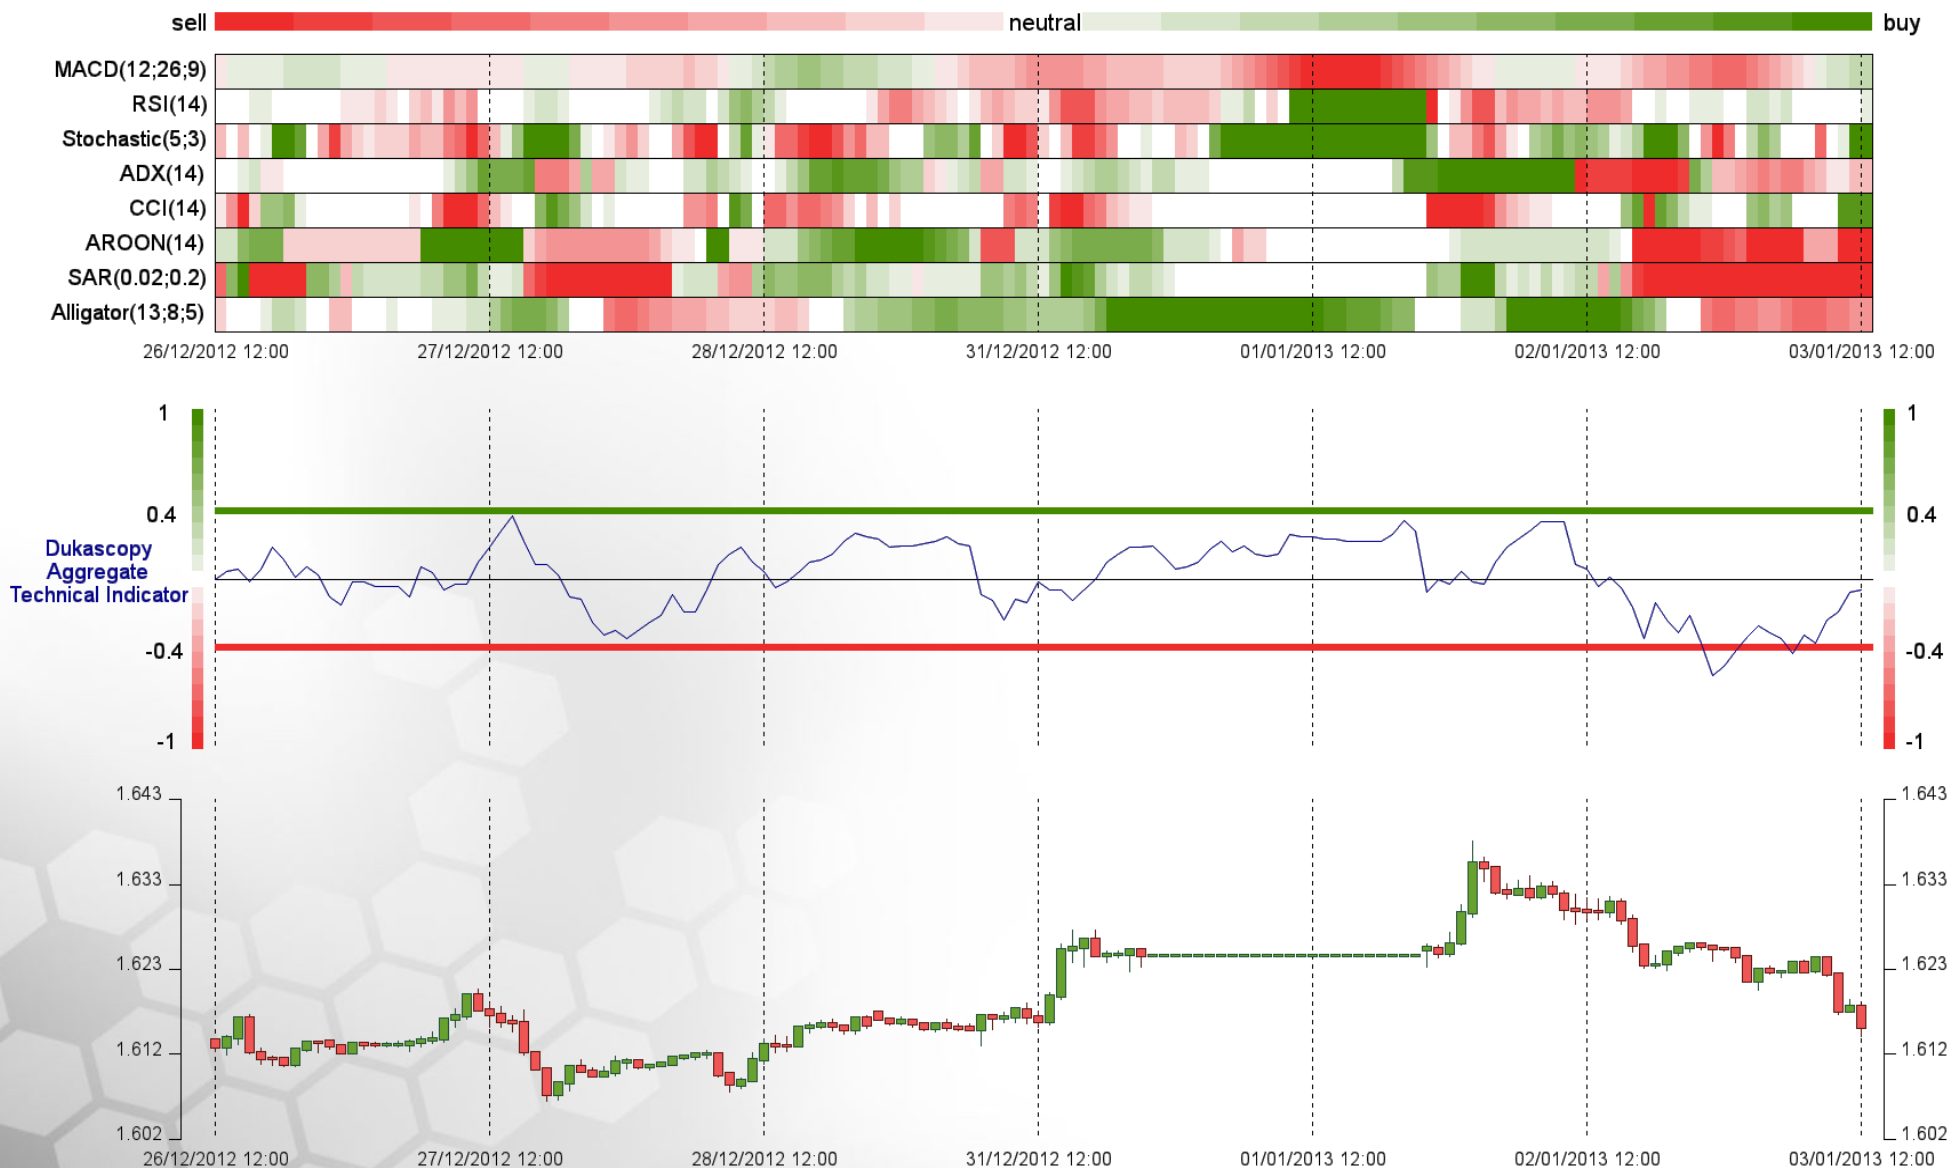 sell neutral buy
MACD(12;26;9)
RSI(14)
Stochastic(5;3)
ADX(14)
CCI(14)
AROON(14)
SAR(0.02;0.2)
Alligator(13;8;5)
26/12/2012 12:00 27/12/2012 12:00 28/12/2012 12:00 31/12/2012 12:00 01/01/2013 12:00 02/01/2013 12:00 03/01/2013 12:00
1 1
0.4 0.4
Dukascopy
Aggregate
Technical Indicator
-0.4 -0.4
-1 -1
1.643 1.643
1.633 1.633
1.623 1.623
1.612 1.612
1.602 1.602
26/12/2012 12:00 27/12/2012 12:00 28/12/2012 12:00 31/12/2012 12:00 01/01/2013 12:00 02/01/2013 12:00 03/01/2013 12:00